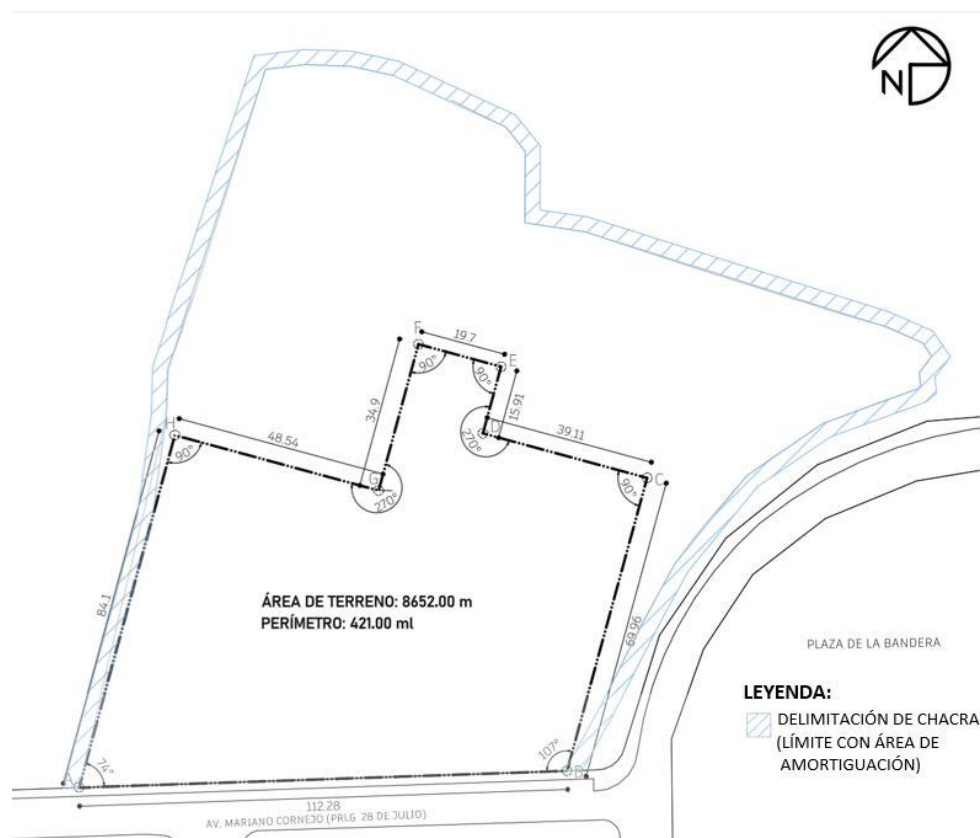 N
F
19.7
E
90°
90°
34.9
15.91
H
48.54
D
39.11
270°
90°
G
270°
90°
C
84.1
ÁREA DE TERRENO: 8652.00 m
PERÍMETRO: 421.00 ml
69.96
PLAZA DE LA BANDERA
LEYENDA:
DELIMITACIÓN DE CHACRA
(LÍMITE CON ÁREA DE
AMORTIGUACIÓN)
107°
74°
A
B
112.28
AV. MARIANO CORNEJO (PRLG 28 DE JULIO)